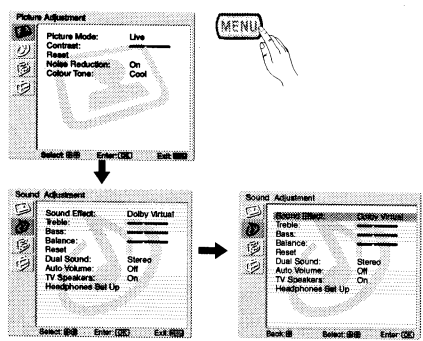 Picture Adjustment
Picture Mode: Live
Contrast:
Reset
Noise Reduction: On
Colour Tone: Cool
Select: Enter: OK Exit:
MENU
Sound Adjustment
Sound Effect: Dolby Virtual
Treble:
Bass:
Balance:
Reset
Dual Sound: Stereo
Auto Volume: Off
TV Speakers: On
Headphones Set Up
Select: Enter: OK Exit:
Sound Adjustment
Sound Effect: Dolby Virtual
Treble:
Bass:
Balance:
Reset
Dual Sound: Stereo
Auto Volume: Off
TV Speakers: On
Headphones Set Up
Back: Select: Enter: OK